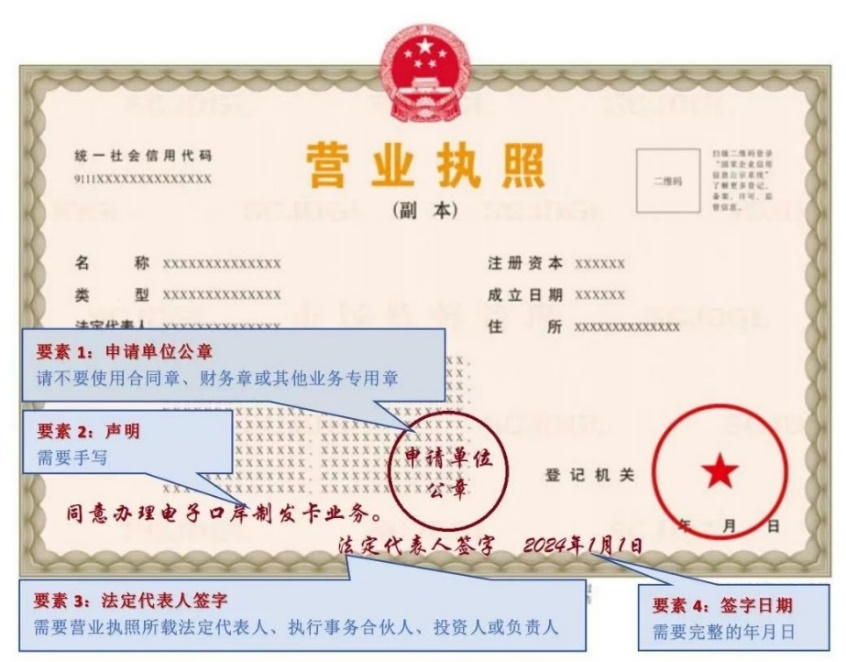 统一社会信用代码
9111XXXXXXXXXXXXXX
营业执照
(副 本)
二维码
扫描二维码登录
“国家企业信用
信息公示系统”
了解更多登记、
备案、许可、监
管信息。
名 称 XXXXXXXXXXXXXX
注册资本 XXXXXX
类 型 XXXXXXXXXXXXXX
成立日期 XXXXXX
法定代表人
住 所 XXXXXXXXXXXXXX
要素 1：申请单位公章
请不要使用合同章、财务章或其他业务专用章
要素 2：声明
需要手写
申请单位
公章
登记机关
同意办理电子口岸制发卡业务。
年 月 日
法定代表人签字 2024年1月1日
要素 3：法定代表人签字
需要营业执照所载法定代表人、执行事务合伙人、投资人或负责人
要素 4：签字日期
需要完整的年月日